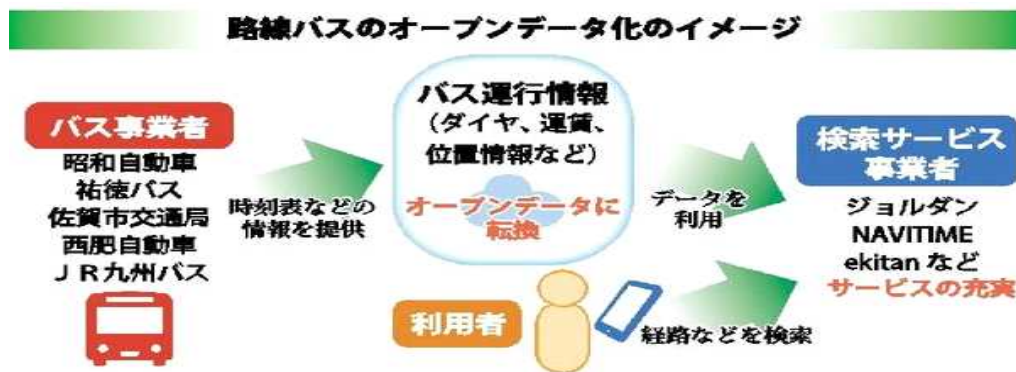 路線バスのオープンデータ化のイメージ
バス事業者
昭和自動車
祐徳バス
佐賀市交通局
西肥自動車
JR九州バス
時刻表などの
情報を提供
バス運行情報
(ダイヤ、運賃、
位置情報など)
オープンデータに
転換
データを
利用
検索サービス
事業者
ジョルダン
NAVITIME
ekitan など
サービスの充実
利用者
経路などを検索